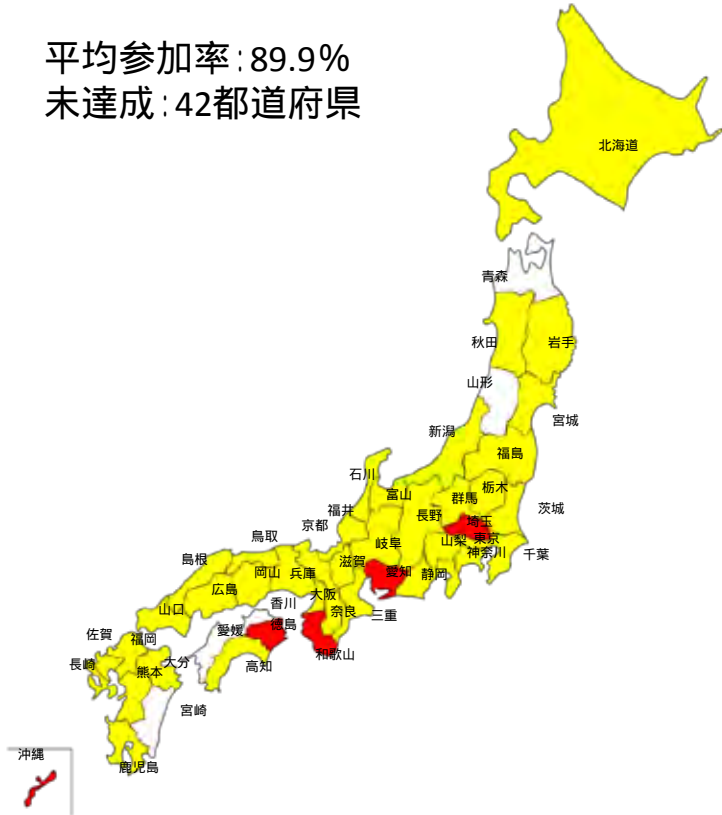 平均参加率：89.9%
未達成：42都道府県
北海道
青森
秋田
岩手
山形
宮城
新潟
福島
石川
富山
群馬
栃木
茨城
福井
長野
埼玉
京都
岐阜
山梨
東京
鳥取
神奈川
千葉
島根
滋賀
岡山
兵庫
愛知
静岡
広島
大阪
香川
奈良
三重
山口
徳島
愛媛
佐賀
福岡
和歌山
長崎
大分
高知
熊本
宮崎
沖縄
鹿児島